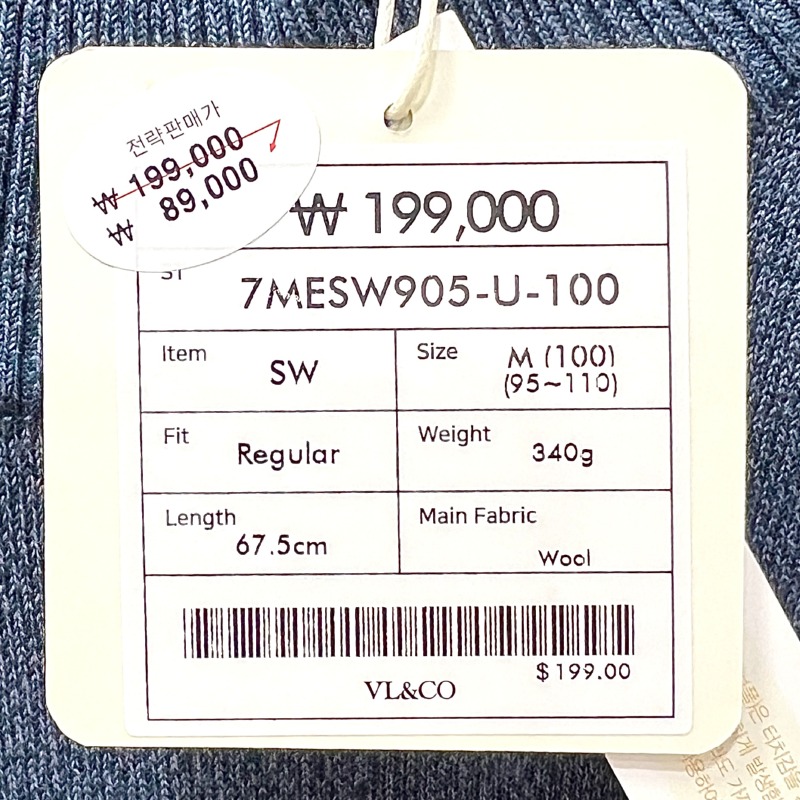 전략판매가
₩ 199,000
₩ 89,000
₩ 199,000
ST
7MESW905-U-100
Item
SW
Size
M (100)
(95~110)
Fit
Regular
Weight
340g
Length
67.5cm
Main Fabric
Wool
$199.00
VL&CO